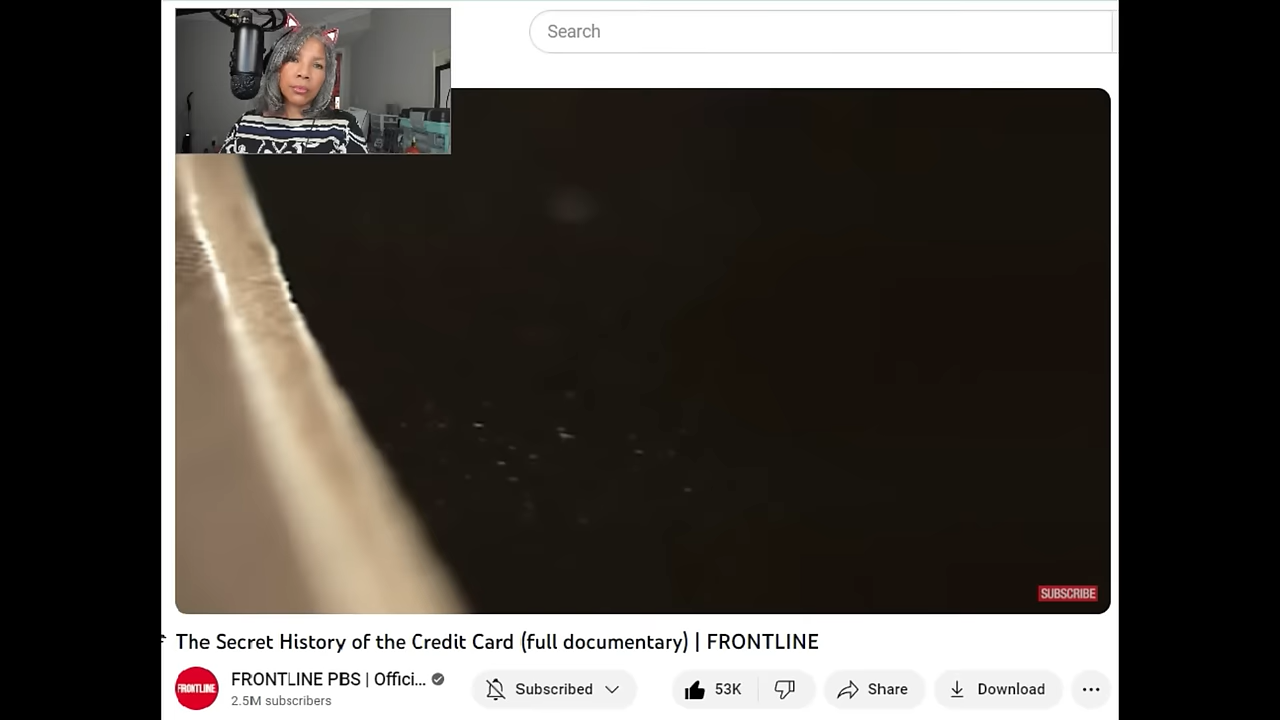 Search
SUBSCRIBE
The Secret History of the Credit Card (full documentary) | FRONTLINE
FRONTLINE
FRONTLINE PBS | Offici...
2.5M subscribers
Subscribed
53K
Share
Download